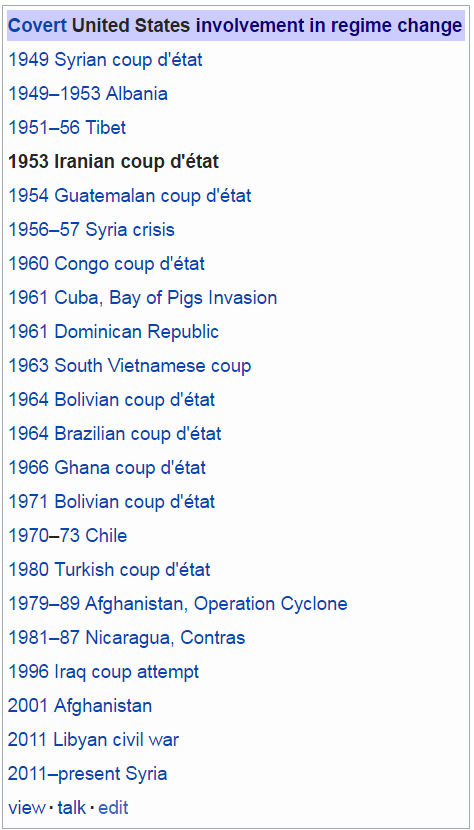 Covert United States involvement in regime change
1949 Syrian coup d'état
1949–1953 Albania
1951–56 Tibet
1953 Iranian coup d'état
1954 Guatemalan coup d'état
1956–57 Syria crisis
1960 Congo coup d'état
1961 Cuba, Bay of Pigs Invasion
1961 Dominican Republic
1963 South Vietnamese coup
1964 Bolivian coup d'état
1964 Brazilian coup d'état
1966 Ghana coup d'état
1971 Bolivian coup d'état
1970–73 Chile
1980 Turkish coup d'état
1979–89 Afghanistan, Operation Cyclone
1981–87 Nicaragua, Contras
1996 Iraq coup attempt
2001 Afghanistan
2011 Libyan civil war
2011–present Syria
view · talk · edit